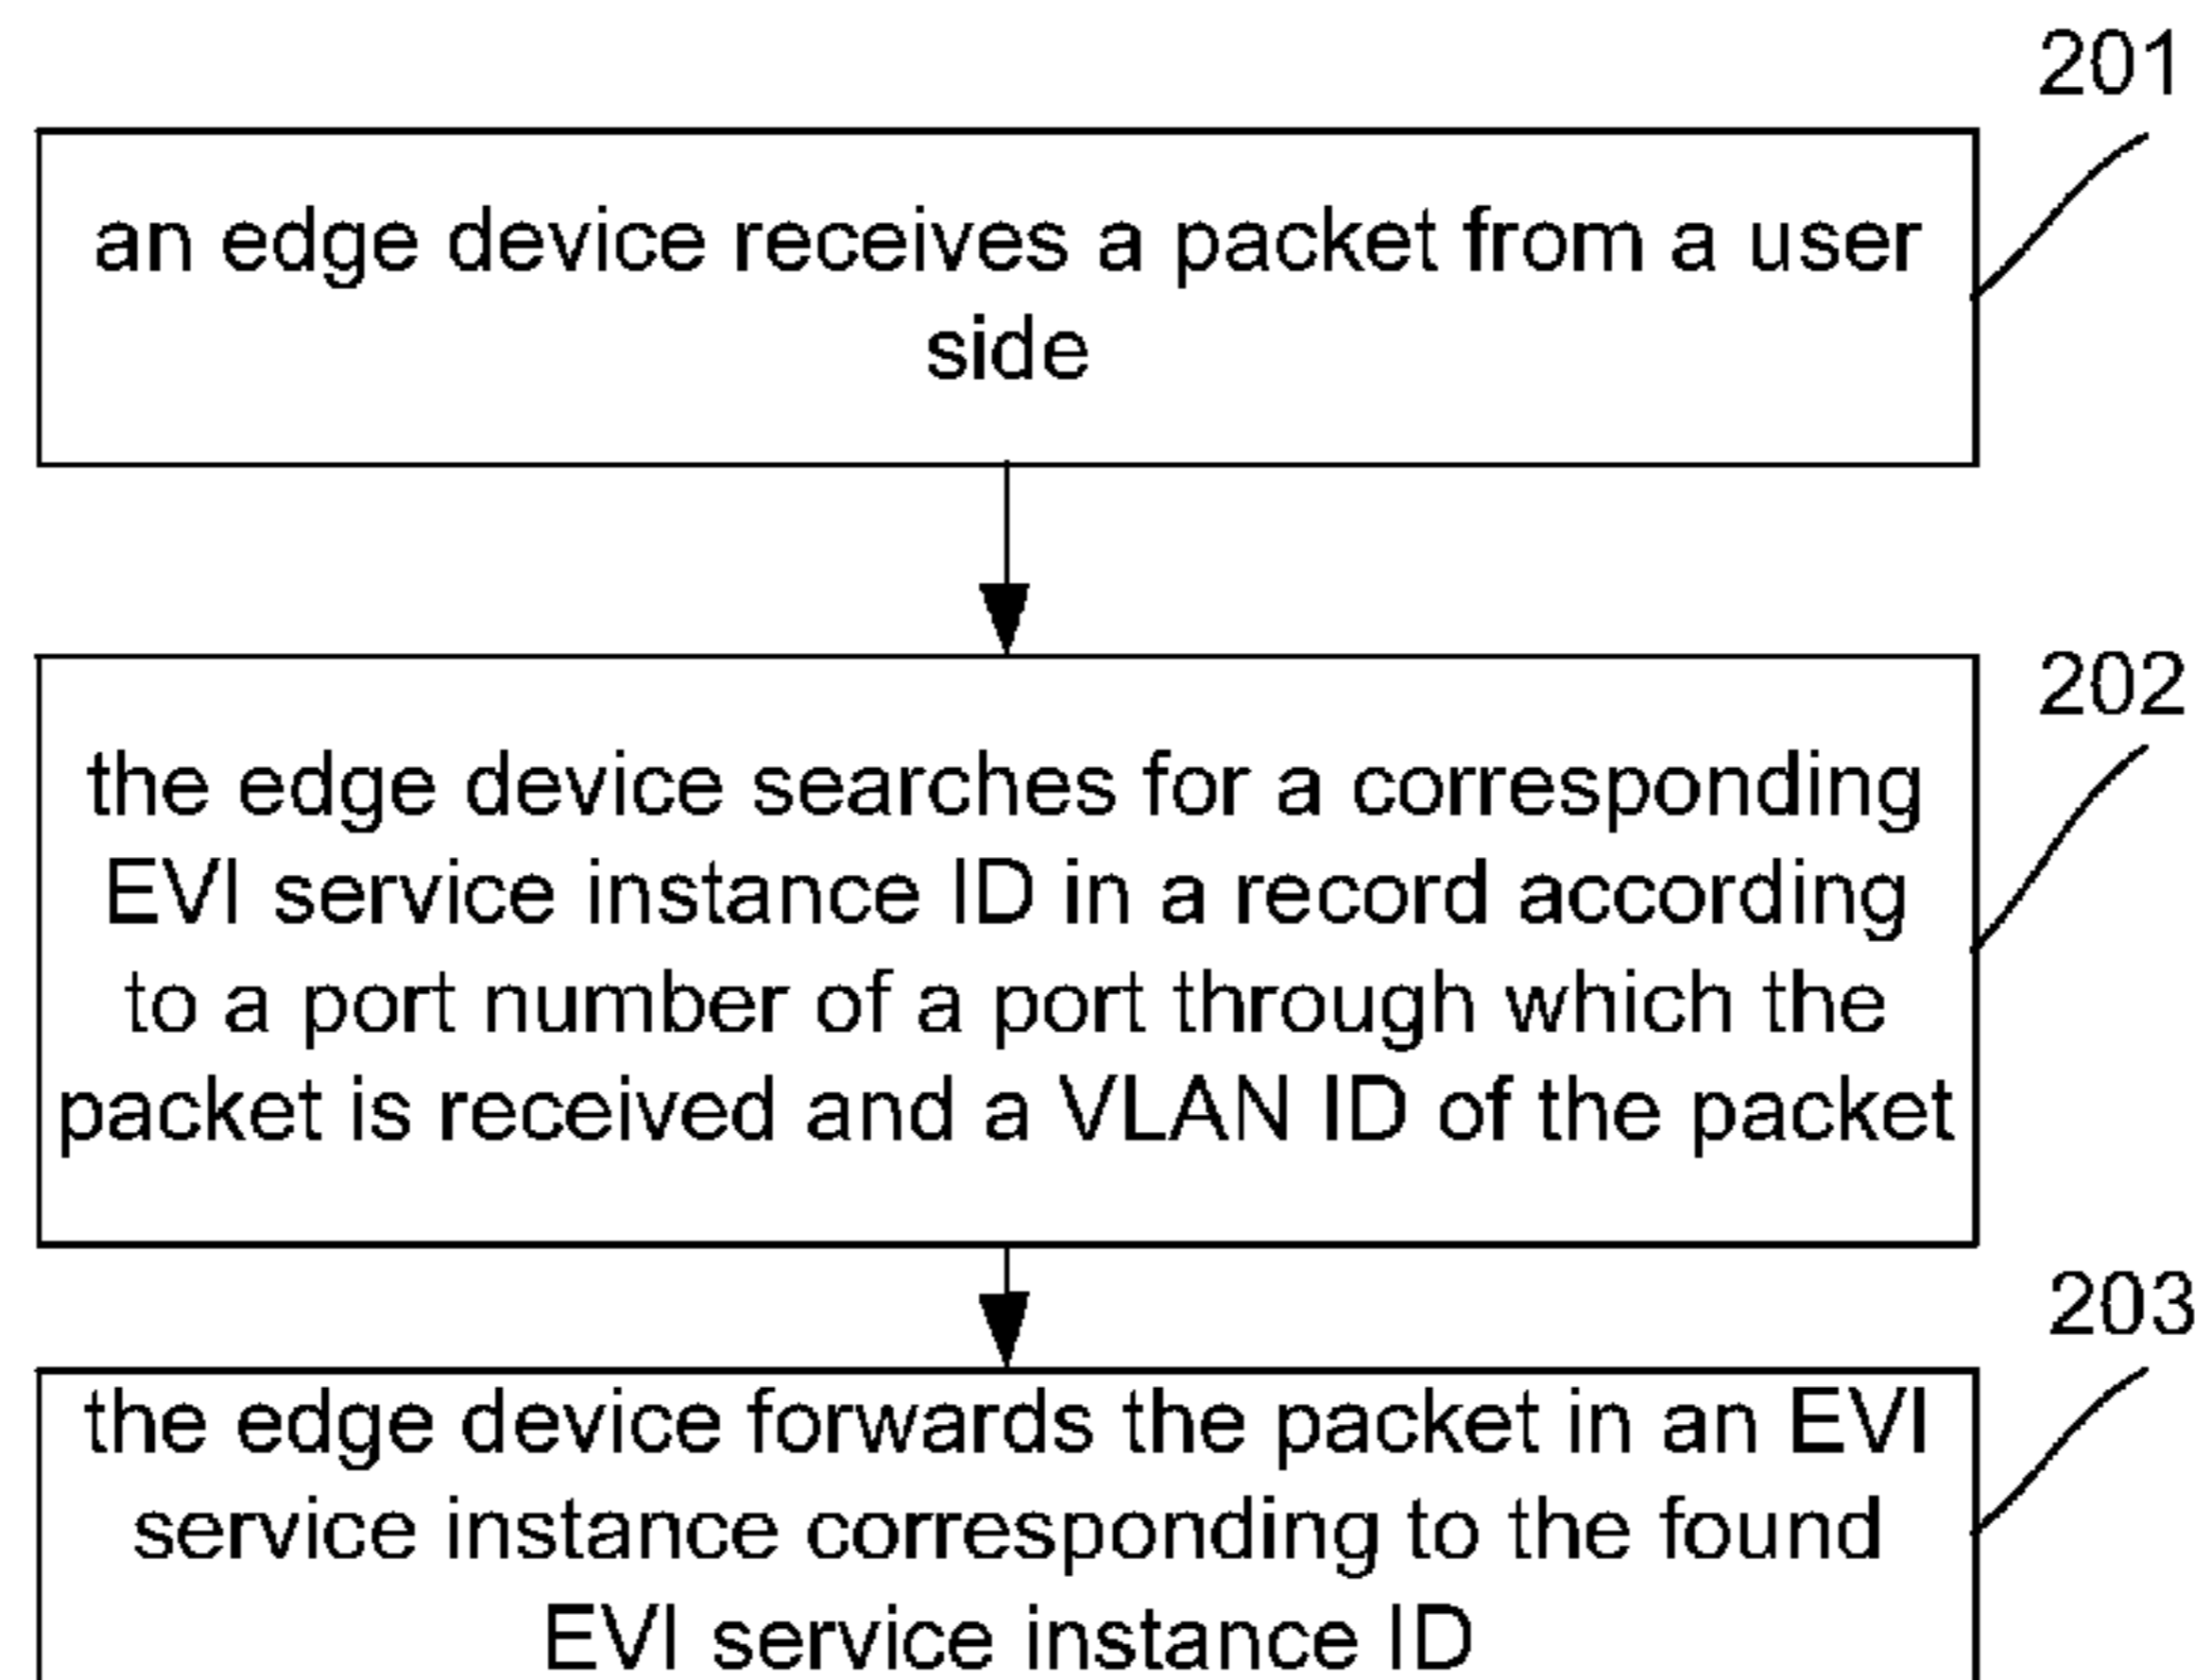 201
an edge device receives a packet from a user
side
202
the edge device searches for a corresponding
EVI service instance ID in a record according
to a port number of a port through which the
packet is received and a VLAN ID of the packet
203
the edge device forwards the packet in an EVI
service instance corresponding to the found
EVI service instance ID